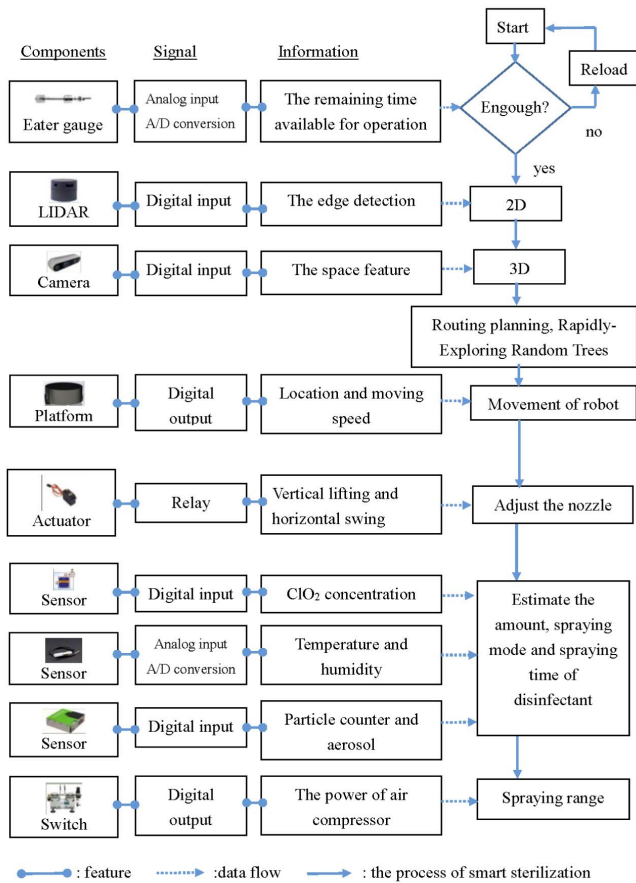 Start
Components Signal Information
Reload
Eater gauge
Analog input
A/D conversion
The remaining time
available for operation
Engough?
no
yes
LIDAR
Digital input
The edge detection
2D
Camera
Digital input
The space feature
3D
Routing planning, Rapidly-
Exploring Random Trees
Platform
Digital
output
Location and moving
speed
Movement of robot
Actuator
Relay
Vertical lifting and
horizontal swing
Adjust the nozzle
Sensor
Digital input
ClO₂ concentration
Estimate the
amount, spraying
mode and spraying
time of
disinfectant
Sensor
Analog input
A/D conversion
Temperature and
humidity
Sensor
Digital input
Particle counter and
aerosol
Switch
Digital
output
The power of air
compressor
Spraying range
: feature :data flow : the process of smart sterilization